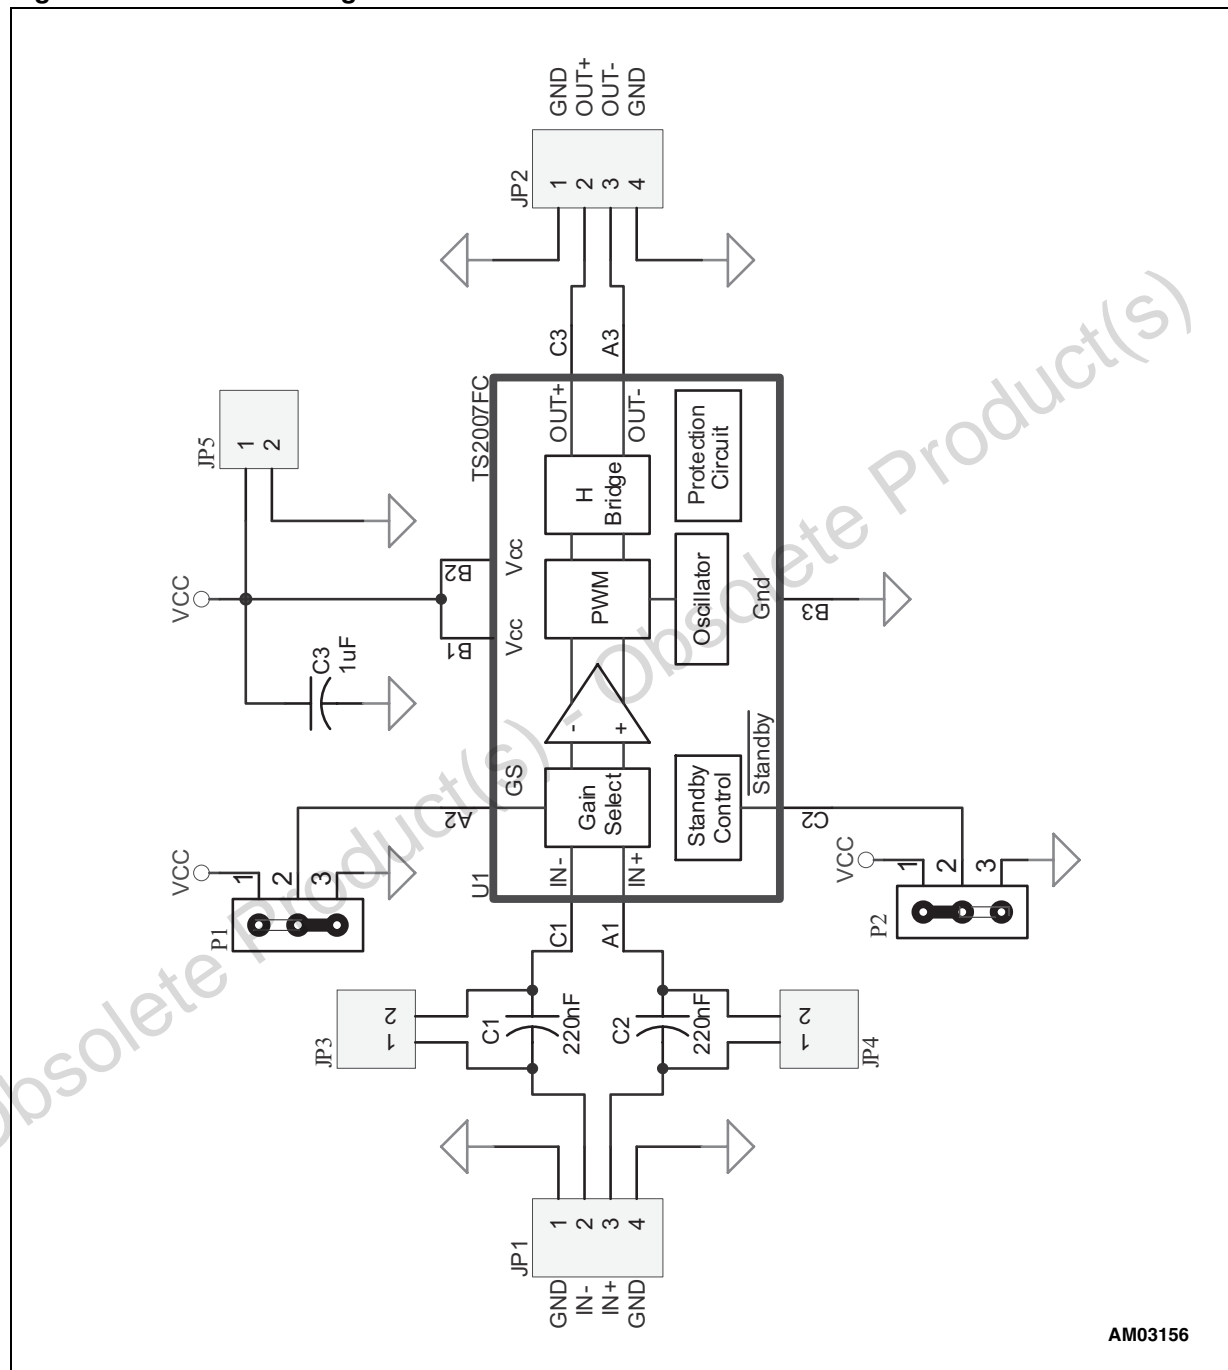 GND
OUT+
OUT-
GND
JP2
1
2
3
4
JP5
1
2
VCC
C3
1uF
C3
A3
TS2007FC
OUT+
OUT-
H
Bridge
Protection
Circuit
B2
Vcc
B1
Vcc
PWM
Oscillator
Gnd
B3
-
+
A2
GS
Gain
Select
Standby
Control
Standby
C2
U1
IN-
IN+
VCC
P1
1
2
3
VCC
P2
1
2
3
C1
A1
JP3
2
1
C1
220nF
C2
220nF
JP4
2
1
JP1
1
2
3
4
GND
IN-
IN+
GND
AM03156
Obsolete Product(s) - Obsolete Product(s)